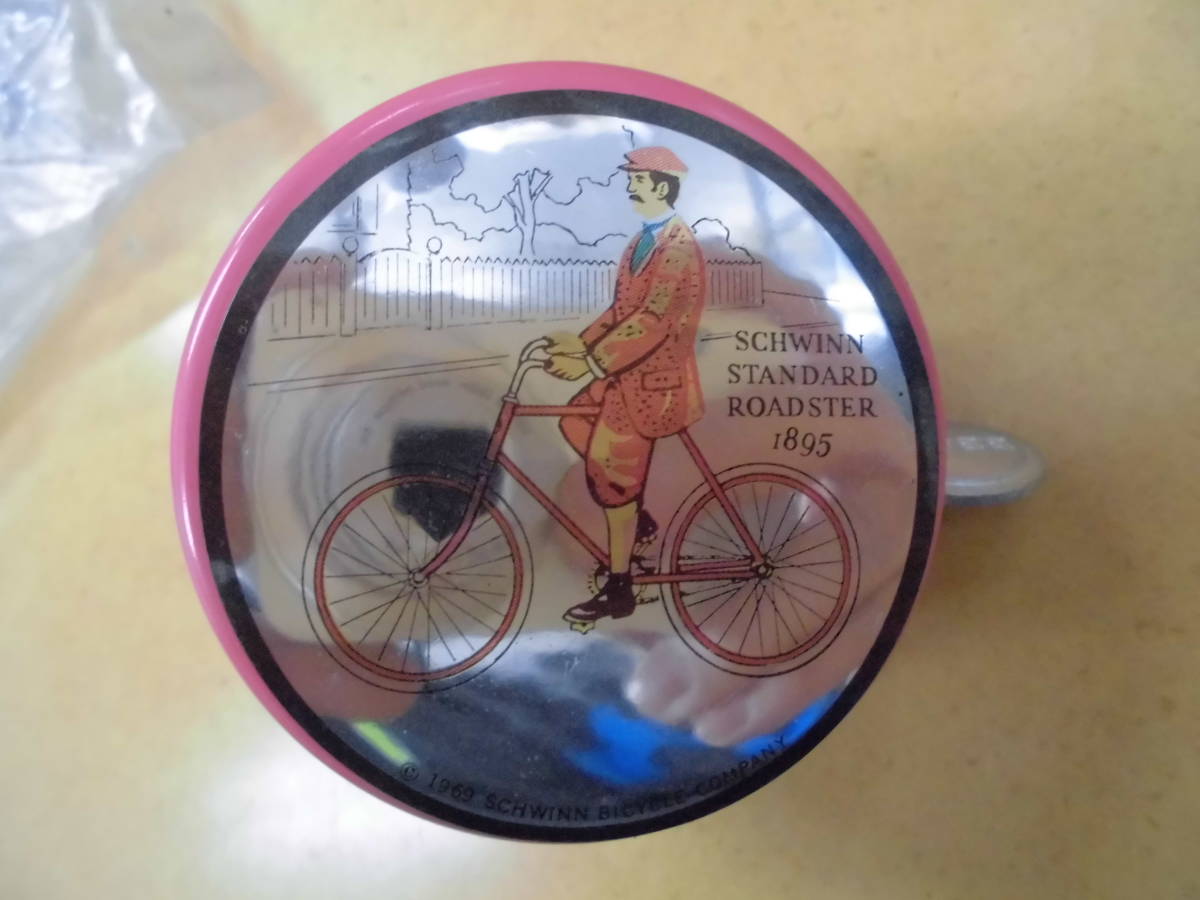 SCHWINN
STANDARD
ROADSTER
1895
© 1969 SCHWINN BICYCLE COMPANY